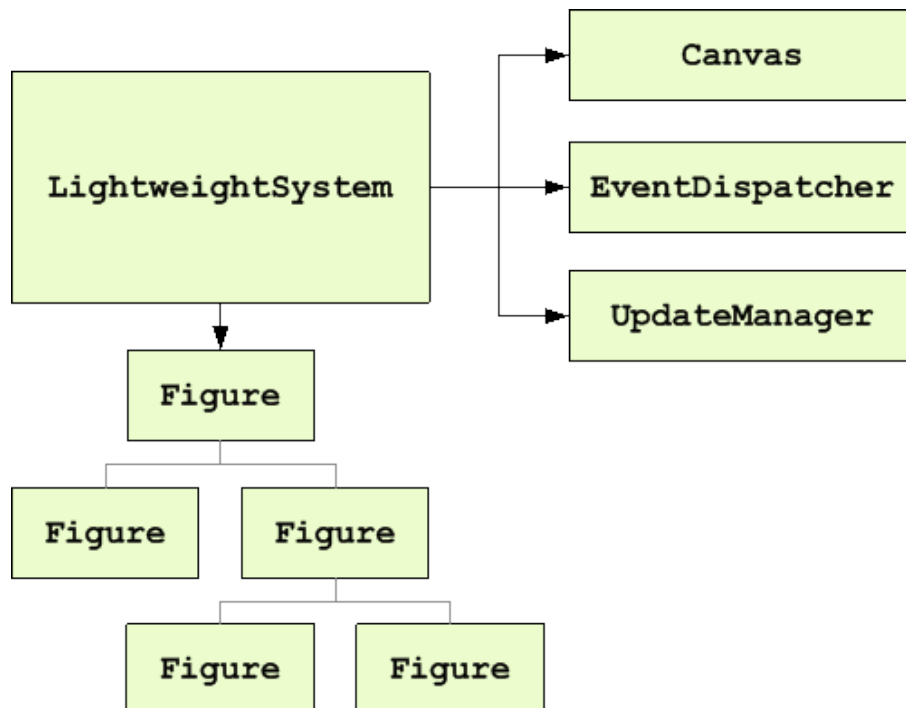 Canvas
LightweightSystem
EventDispatcher
UpdateManager
Figure
Figure
Figure
Figure
Figure